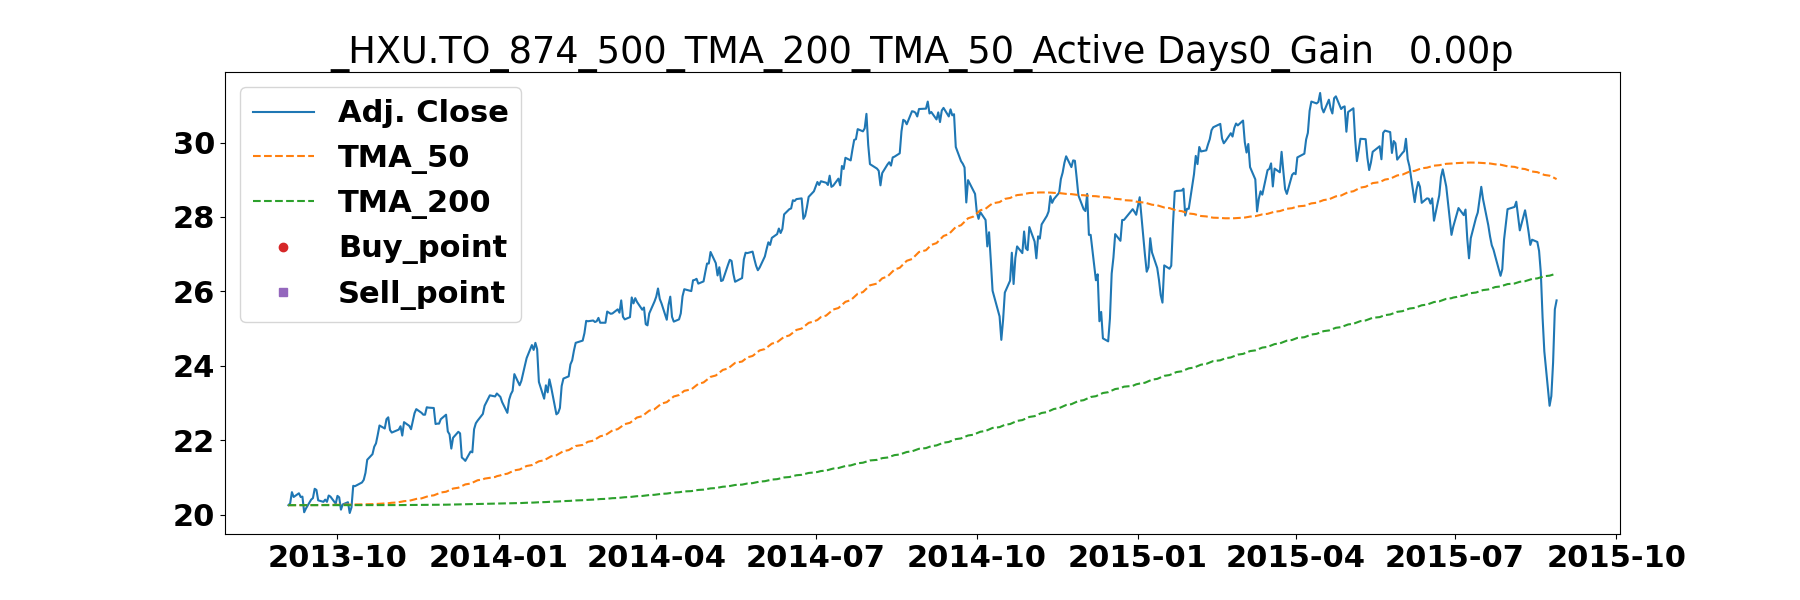 _HXU.TO_874_500_TMA_200_TMA_50_Active Days0_Gain   0.00p
Adj. Close
TMA_50
TMA_200
Buy_point
Sell_point
30
28
26
24
22
20
2013-10 2014-01 2014-04 2014-07 2014-10 2015-01 2015-04 2015-07 2015-10